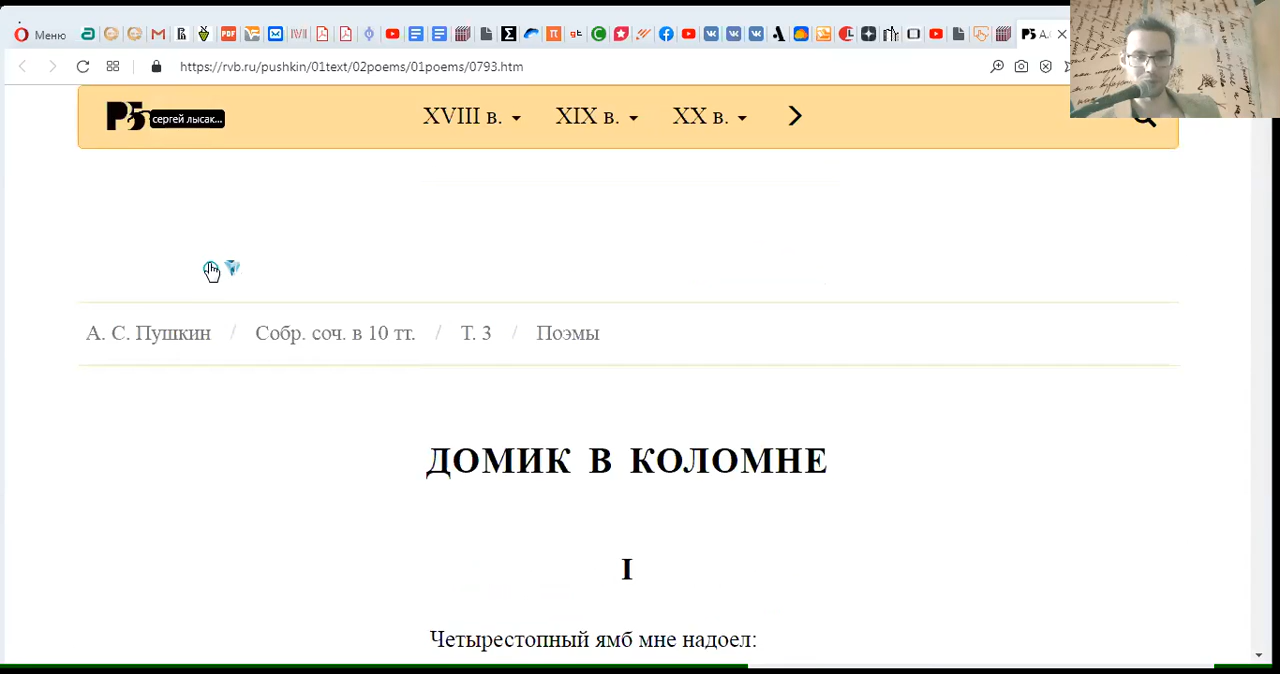 Меню
https://rvb.ru/pushkin/01text/02poems/01poems/0793.htm
сергей лысак...
XVIII в.
XIX в.
XX в.
А. С. Пушкин / Собр. соч. в 10 тт. / Т. 3 / Поэмы
ДОМИК В КОЛОМНЕ
I
Четырестопный ямб мне надоел: